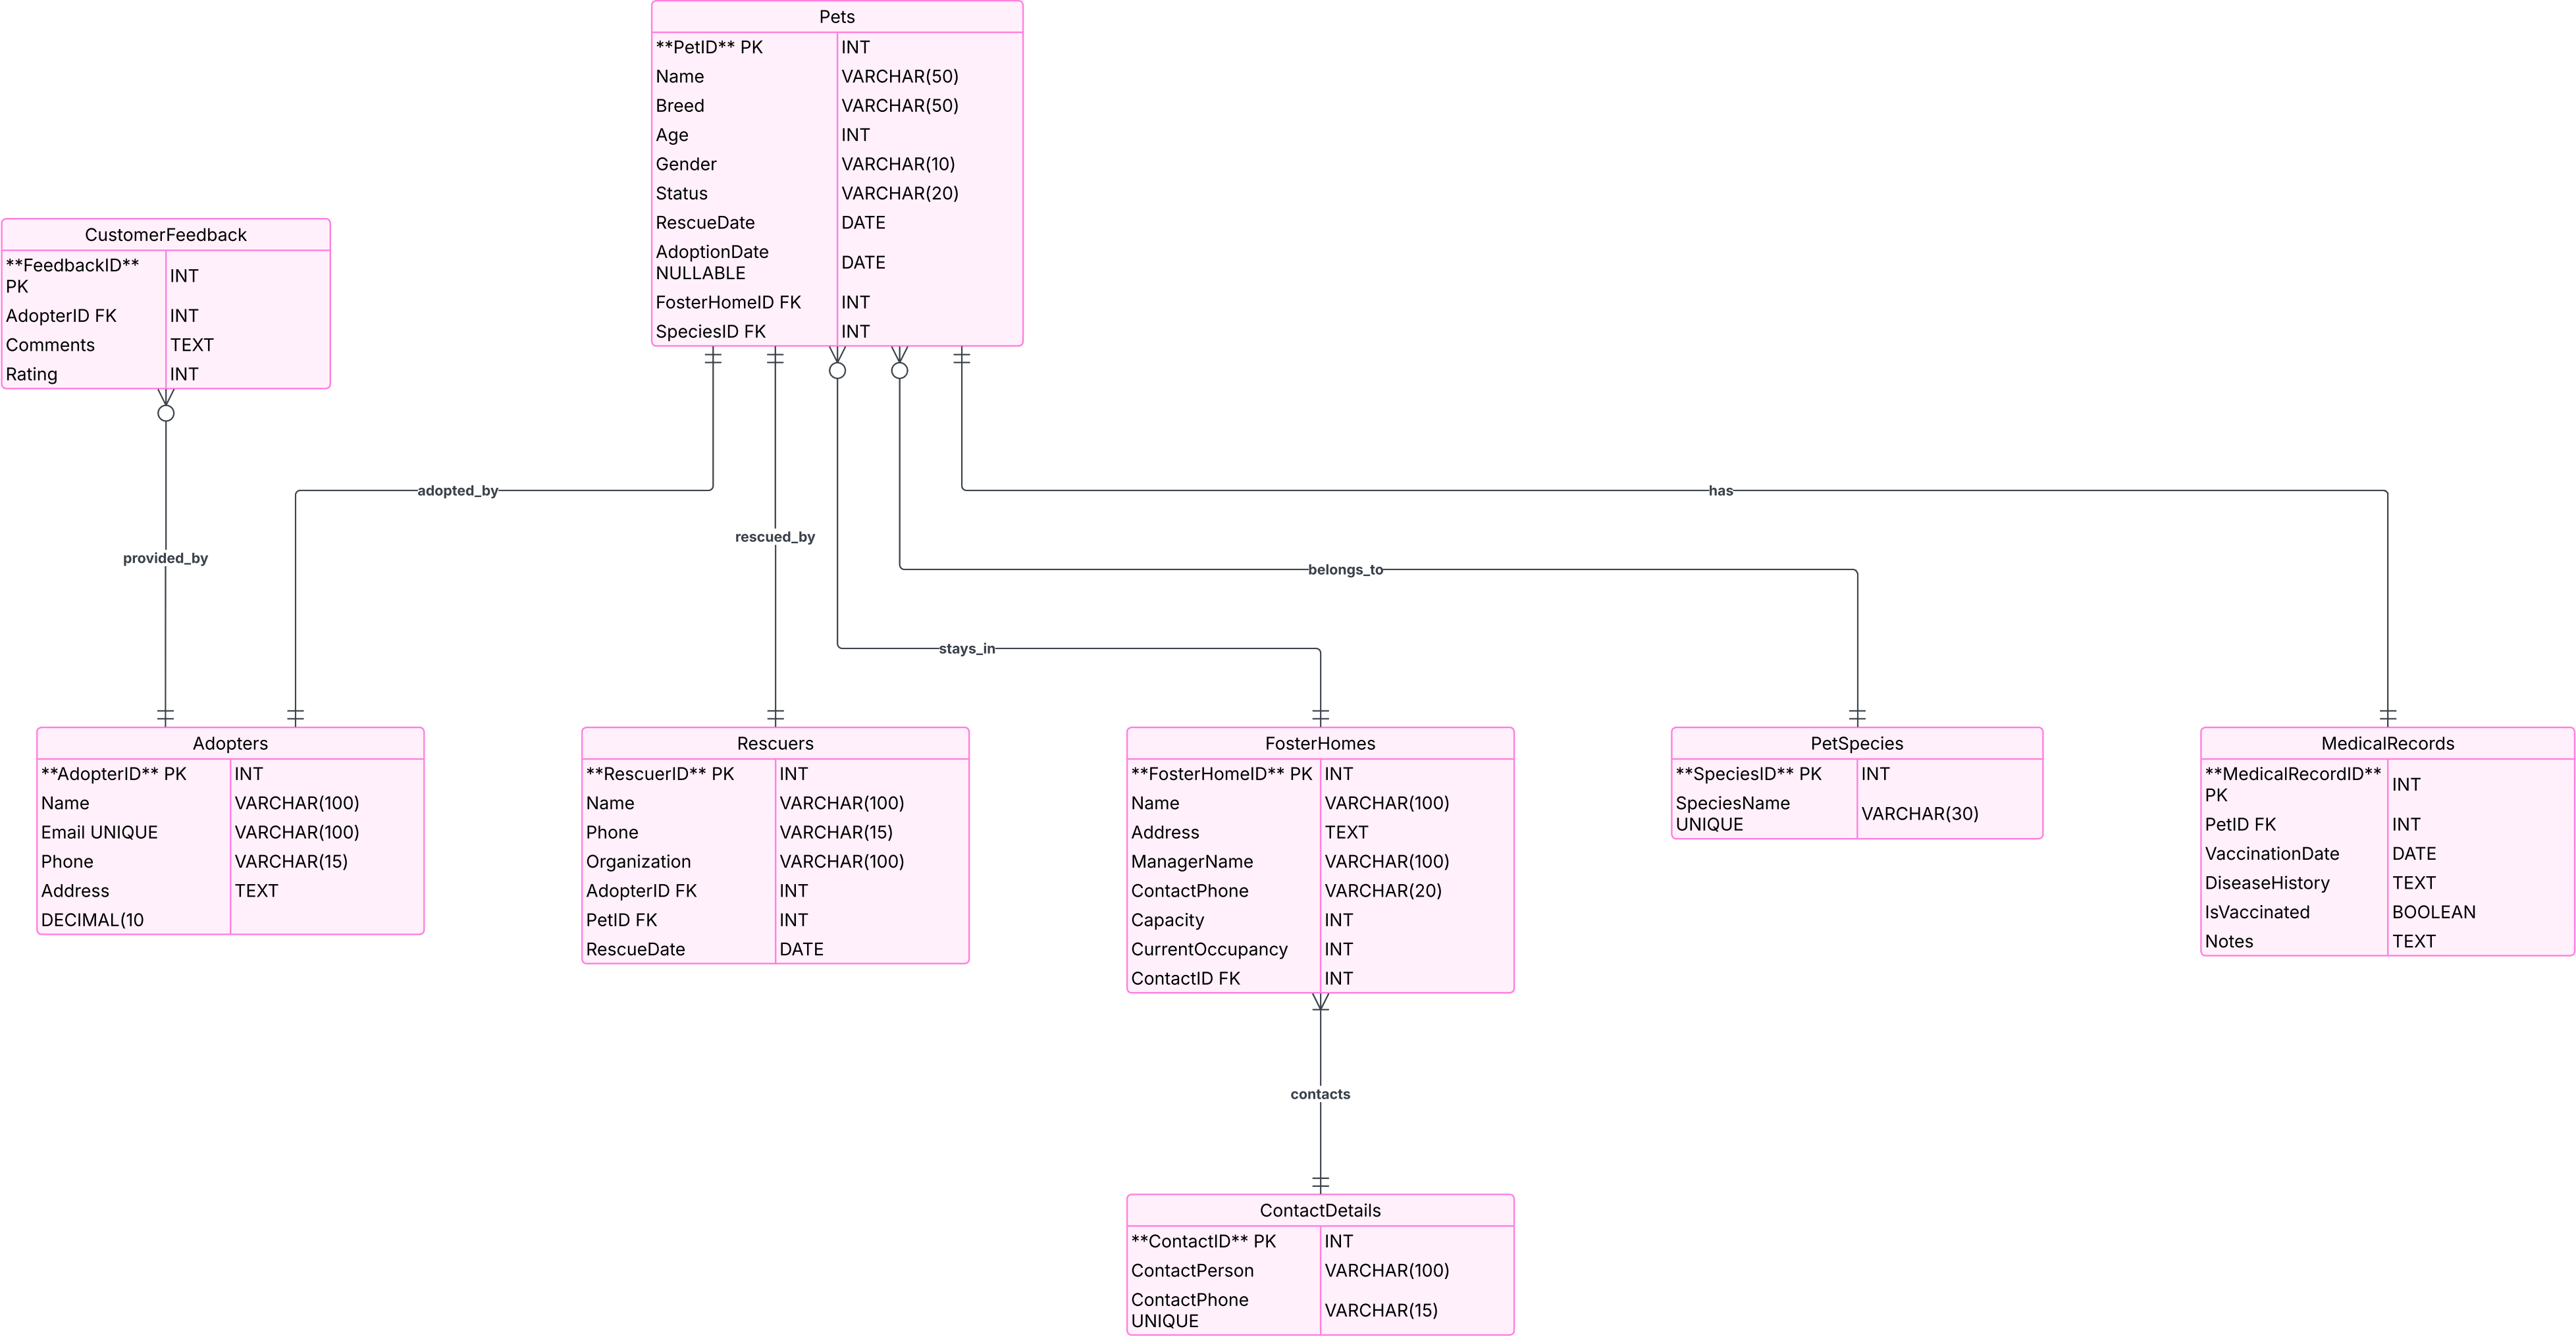 Pets
**PetID** PK INT
Name VARCHAR(50)
Breed VARCHAR(50)
Age INT
Gender VARCHAR(10)
Status VARCHAR(20)
RescueDate DATE
AdoptionDate
NULLABLE DATE
FosterHomeID FK INT
SpeciesID FK INT
CustomerFeedback
**FeedbackID**
PK INT
AdopterID FK INT
Comments TEXT
Rating INT
adopted_by
has
rescued_by
provided_by
belongs_to
stays_in
Adopters
**AdopterID** PK INT
Name VARCHAR(100)
Email UNIQUE VARCHAR(100)
Phone VARCHAR(15)
Address TEXT
DECIMAL(10
Rescuers
**RescuerID** PK INT
Name VARCHAR(100)
Phone VARCHAR(15)
Organization VARCHAR(100)
AdopterID FK INT
PetID FK INT
RescueDate DATE
FosterHomes
**FosterHomeID** PK INT
Name VARCHAR(100)
Address TEXT
ManagerName VARCHAR(100)
ContactPhone VARCHAR(20)
Capacity INT
CurrentOccupancy INT
ContactID FK INT
PetSpecies
**SpeciesID** PK INT
SpeciesName
UNIQUE VARCHAR(30)
MedicalRecords
**MedicalRecordID**
PK INT
PetID FK INT
VaccinationDate DATE
DiseaseHistory TEXT
IsVaccinated BOOLEAN
Notes TEXT
contacts
ContactDetails
**ContactID** PK INT
ContactPerson VARCHAR(100)
ContactPhone
UNIQUE VARCHAR(15)